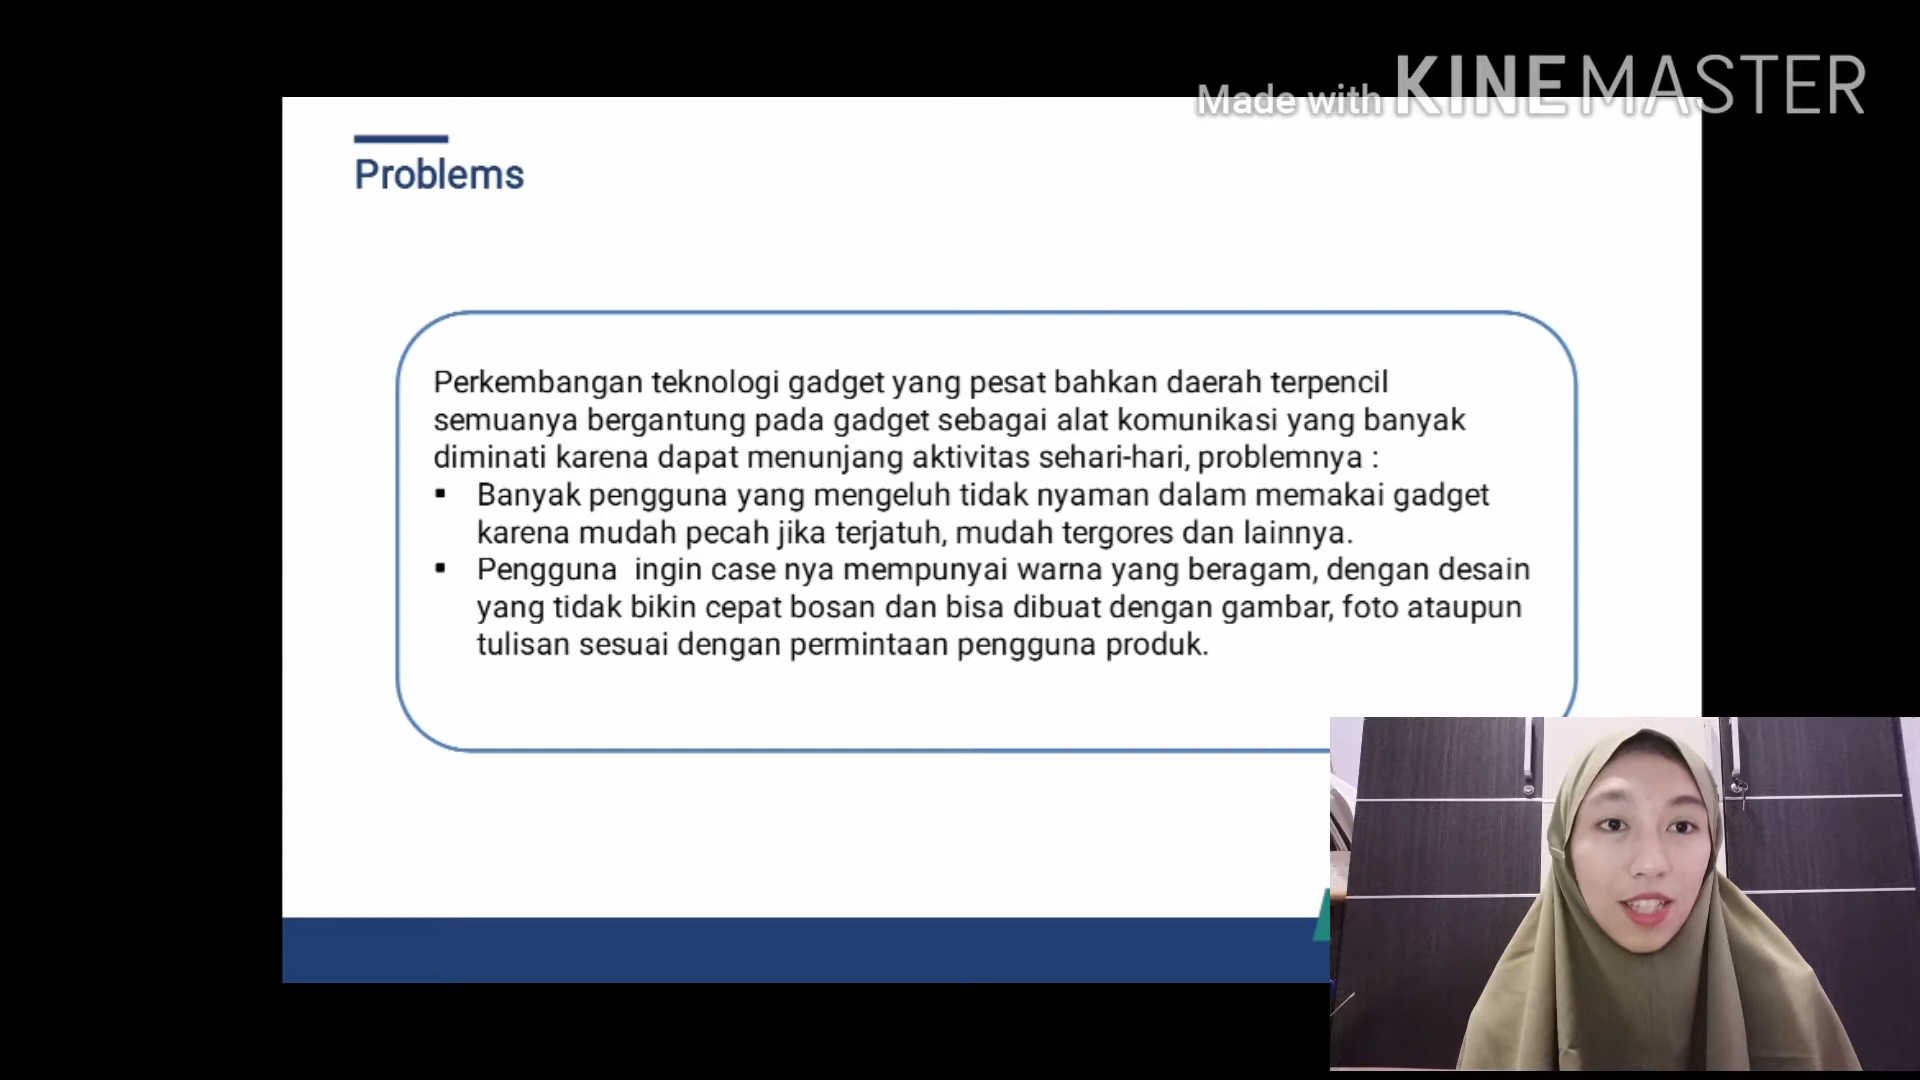 Made with KINEMASTER
Problems
Perkembangan teknologi gadget yang pesat bahkan daerah terpencil
semuanya bergantung pada gadget sebagai alat komunikasi yang banyak
diminati karena dapat menunjang aktivitas sehari-hari, problemnya :
▪ Banyak pengguna yang mengeluh tidak nyaman dalam memakai gadget
karena mudah pecah jika terjatuh, mudah tergores dan lainnya.
▪ Pengguna  ingin case nya mempunyai warna yang beragam, dengan desain
yang tidak bikin cepat bosan dan bisa dibuat dengan gambar, foto ataupun
tulisan sesuai dengan permintaan pengguna produk.